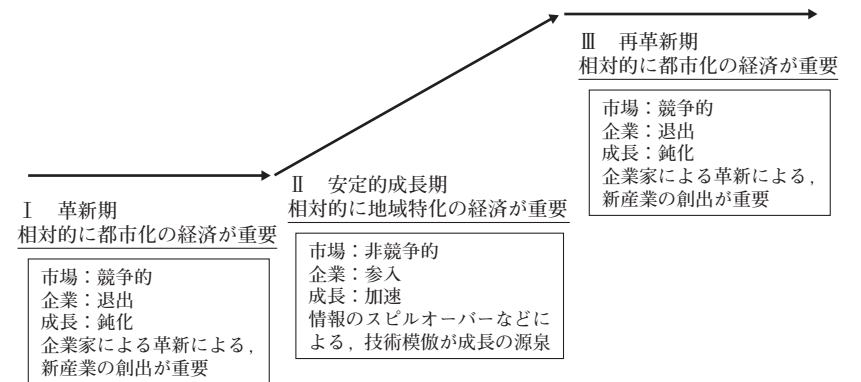 Ⅰ 革新期
相対的に都市化の経済が重要
市場：競争的
企業：退出
成長：鈍化
企業家による革新による，
新産業の創出が重要
Ⅱ 安定的成長期
相対的に地域特化の経済が重要
市場：非競争的
企業：参入
成長：加速
情報のスピルオーバーなどに
よる，技術模倣が成長の源泉
Ⅲ 再革新期
相対的に都市化の経済が重要
市場：競争的
企業：退出
成長：鈍化
企業家による革新による，
新産業の創出が重要